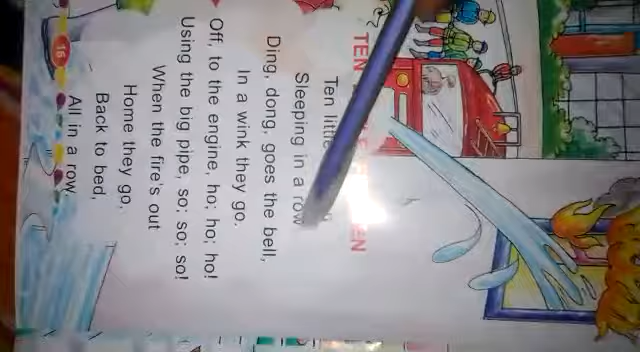 TEN
Ten little
Sleeping in a row
Ding, dong, goes the bell,
In a wink they go.
Off, to the engine, ho; ho; ho!
Using the big pipe, so; so; so!
When the fire's out
Home they go,
Back to bed,
All in a row.
16